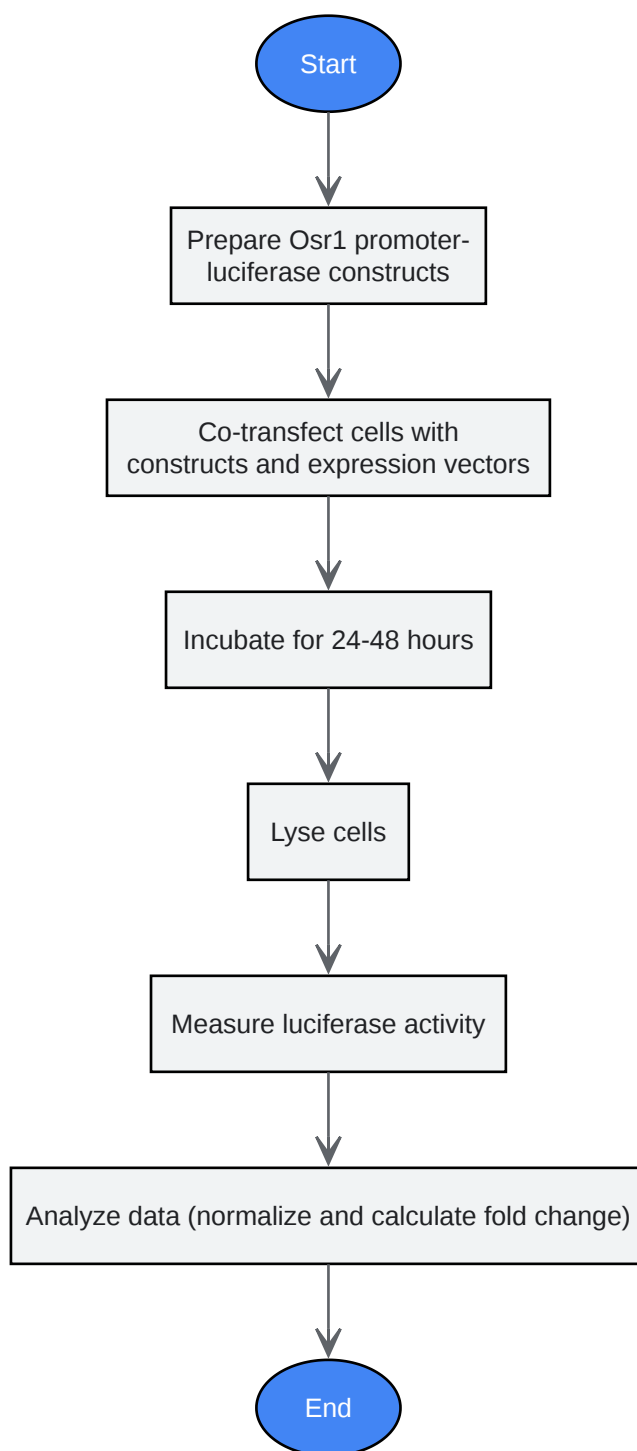 Start
Prepare Osr1 promoter-
luciferase constructs
Co-transfect cells with
constructs and expression vectors
Incubate for 24-48 hours
Lyse cells
Measure luciferase activity
Analyze data (normalize and calculate fold change)
End